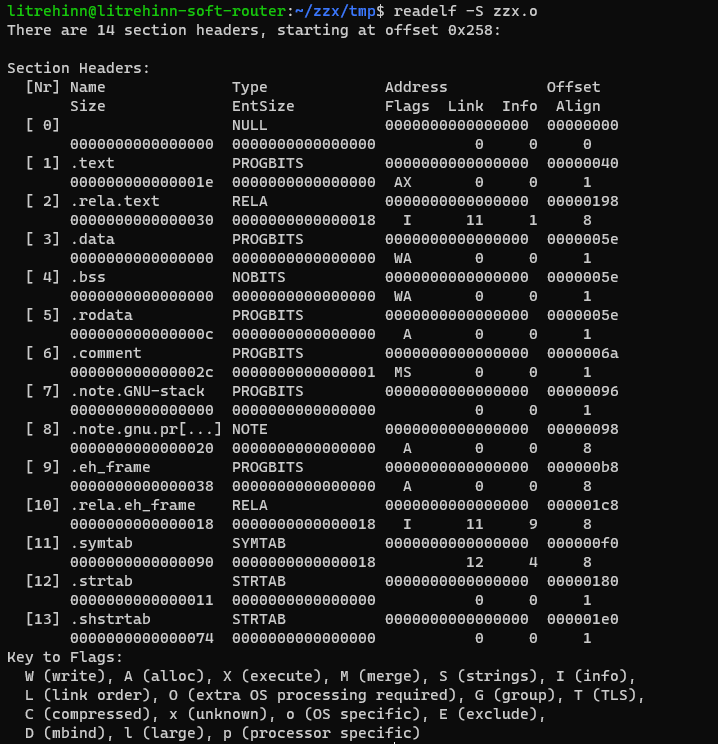 litrehinn@litrehinn-soft-router:~/zzx/tmp$ readelf -S zzx.o
There are 14 section headers, starting at offset 0x258:

Section Headers:
  [Nr] Name              Type             Address           Offset
       Size              EntSize          Flags  Link  Info  Align
  [ 0]                   NULL             0000000000000000  00000000
       0000000000000000  0000000000000000           0     0     0
  [ 1] .text             PROGBITS         0000000000000000  00000040
       000000000000001e  0000000000000000  AX       0     0     1
  [ 2] .rela.text        RELA             0000000000000000  00000198
       0000000000000030  0000000000000018   I      11     1     8
  [ 3] .data             PROGBITS         0000000000000000  0000005e
       0000000000000000  0000000000000000  WA       0     0     1
  [ 4] .bss              NOBITS           0000000000000000  0000005e
       0000000000000000  0000000000000000  WA       0     0     1
  [ 5] .rodata           PROGBITS         0000000000000000  0000005e
       000000000000000c  0000000000000000   A       0     0     1
  [ 6] .comment          PROGBITS         0000000000000000  0000006a
       000000000000002c  0000000000000001  MS       0     0     1
  [ 7] .note.GNU-stack   PROGBITS         0000000000000000  00000096
       0000000000000000  0000000000000000           0     0     1
  [ 8] .note.gnu.pr[...] NOTE             0000000000000000  00000098
       0000000000000020  0000000000000000   A       0     0     8
  [ 9] .eh_frame         PROGBITS         0000000000000000  000000b8
       0000000000000038  0000000000000000   A       0     0     8
  [10] .rela.eh_frame    RELA             0000000000000000  000001c8
       0000000000000018  0000000000000018   I      11     9     8
  [11] .symtab           SYMTAB           0000000000000000  000000f0
       0000000000000090  0000000000000018          12     4     8
  [12] .strtab           STRTAB           0000000000000000  00000180
       0000000000000011  0000000000000000           0     0     1
  [13] .shstrtab         STRTAB           0000000000000000  000001e0
       0000000000000074  0000000000000000           0     0     1
Key to Flags:
  W (write), A (alloc), X (execute), M (merge), S (strings), I (info),
  L (link order), O (extra OS processing required), G (group), T (TLS),
  C (compressed), x (unknown), o (OS specific), E (exclude),
  D (mbind), l (large), p (processor specific)